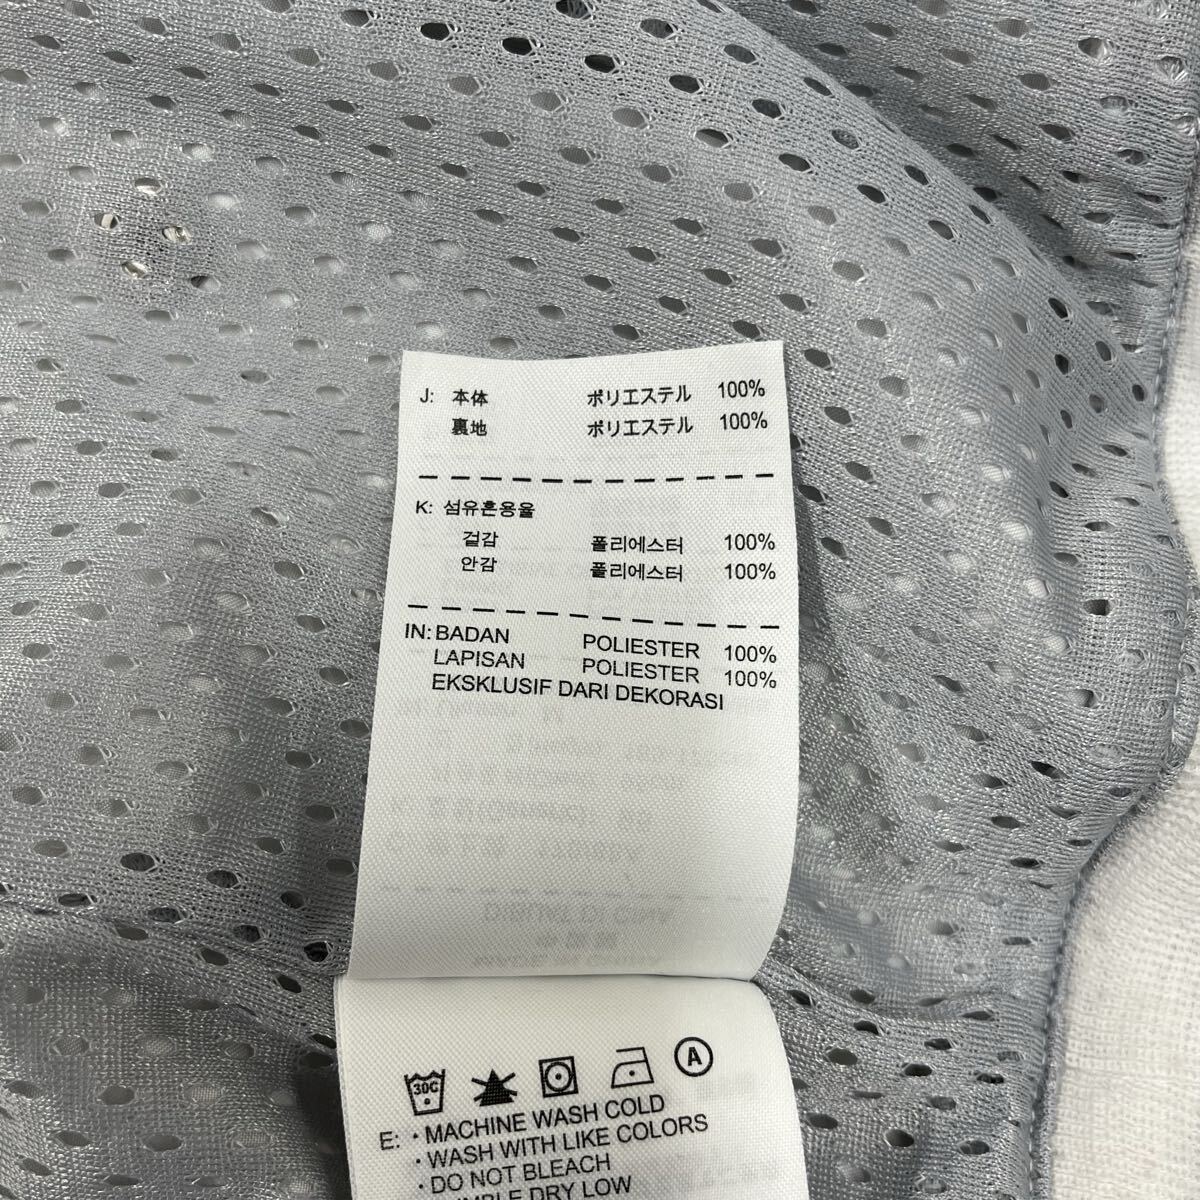 J: 本体 ポリエステル 100%
裏地 ポリエステル 100%
K: 섬유혼용율
겉감 폴리에스터 100%
안감 폴리에스터 100%
IN: BADAN POLIESTER 100%
LAPISAN POLIESTER 100%
EKSKLUSIF DARI DEKORASI
30C
A
E: · MACHINE WASH COLD
· WASH WITH LIKE COLORS
· DO NOT BLEACH
DRY LOW